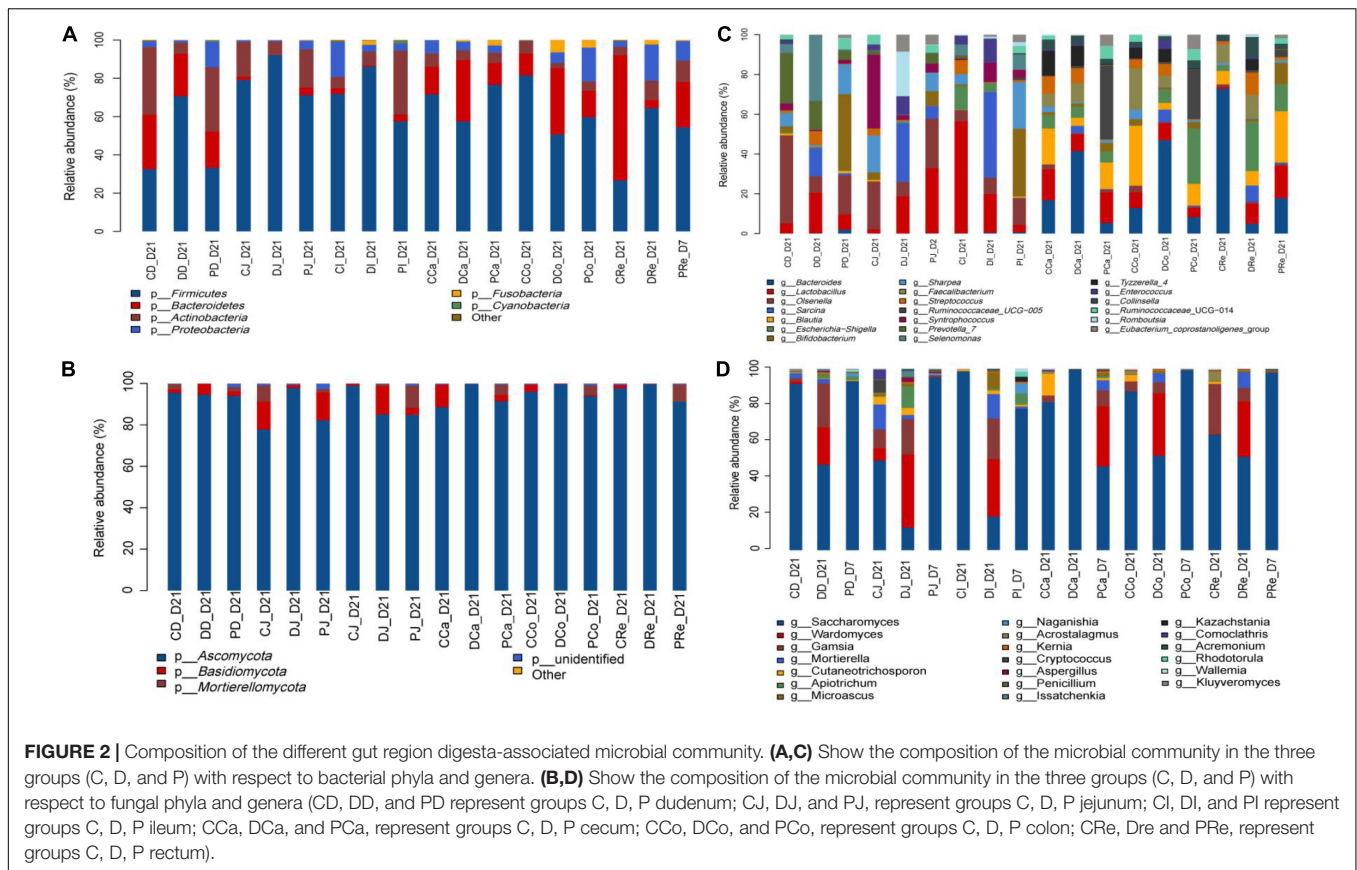 A
Relative abundance (%)
100
80
60
40
20
0
CD_D21
DD_D21
PD_D21
CJ_D21
DJ_D21
PJ_D21
CI_D21
DI_D21
PI_D21
CCa_D21
DCa_D21
PCa_D21
CCo_D21
DCo_D21
PCo_D21
CRe_D21
DRe_D21
PRe_D7
p__Firmicutes
p__Bacteroidetes
p__Actinobacteria
p__Proteobacteria
p__Fusobacteria
p__Cyanobacteria
Other
B
Relative abundance (%)
100
80
60
40
20
0
CD_D21
DD_D21
PD_D21
CJ_D21
DJ_D21
PJ_D21
CJ_D21
DJ_D21
PJ_D21
CCa_D21
DCa_D21
PCa_D21
CCo_D21
DCo_D21
PCo_D21
CRe_D21
DRe_D21
PRe_D21
p__Ascomycota
p__Basidiomycota
p__Mortierellomycota
p__unidentified
Other
C
Relative abundance (%)
100
80
60
40
20
0
CD_D21
DD_D21
PD_D21
CJ_D21
DJ_D21
PJ_D2
CI_D21
DI_D21
PI_D21
CCa_D21
DCa_D21
PCa_D21
CCo_D21
DCo_D21
PCo_D21
CRe_D21
DRe_D21
PRe_D21
g__Bacteroides
g__Lactobacillus
g__Olsenella
g__Sarcina
g__Blautia
g__Escherichia−Shigella
g__Bifidobacterium
g__Sharpea
g__Faecalibacterium
g__Streptococcus
g__Ruminococcaceae_UCG−005
g__Syntrophococcus
g__Prevotella_7
g__Selenomonas
g__Tyzzerella_4
g__Enterococcus
g__Collinsella
g__Ruminococcaceae_UCG−014
g__Romboutsia
g__Eubacterium_coprostanoligenes_group
D
Relative abundance (%)
100
80
60
40
20
0
CD_D21
DD_D21
PD_D7
CJ_D21
DJ_D21
PJ_D7
CI_D21
DI_D21
PI_D7
CCa_D21
DCa_D21
PCa_D7
CCo_D21
DCo_D21
PCo_D7
CRe_D21
DRe_D21
PRe_D7
g__Saccharomyces
g__Wardomyces
g__Gamsia
g__Mortierella
g__Cutaneotrichosporon
g__Apiotrichum
g__Microascus
g__Naganishia
g__Acrostalagmus
g__Kernia
g__Cryptococcus
g__Aspergillus
g__Penicillium
g__Issatchenkia
g__Kazachstania
g__Comoclathris
g__Acremonium
g__Rhodotorula
g__Wallemia
g__Kluyveromyces
FIGURE 2 | Composition of the different gut region digesta-associated microbial community. (A,C) Show the composition of the microbial community in the three
groups (C, D, and P) with respect to bacterial phyla and genera. (B,D) Show the composition of the microbial community in the three groups (C, D, and P) with
respect to fungal phyla and genera (CD, DD, and PD represent groups C, D, P dudenum; CJ, DJ, and PJ, represent groups C, D, P jejunum; CI, DI, and PI represent
groups C, D, P ileum; CCa, DCa, and PCa, represent groups C, D, P cecum; CCo, DCo, and PCo, represent groups C, D, P colon; CRe, Dre and PRe, represent
groups C, D, P rectum).